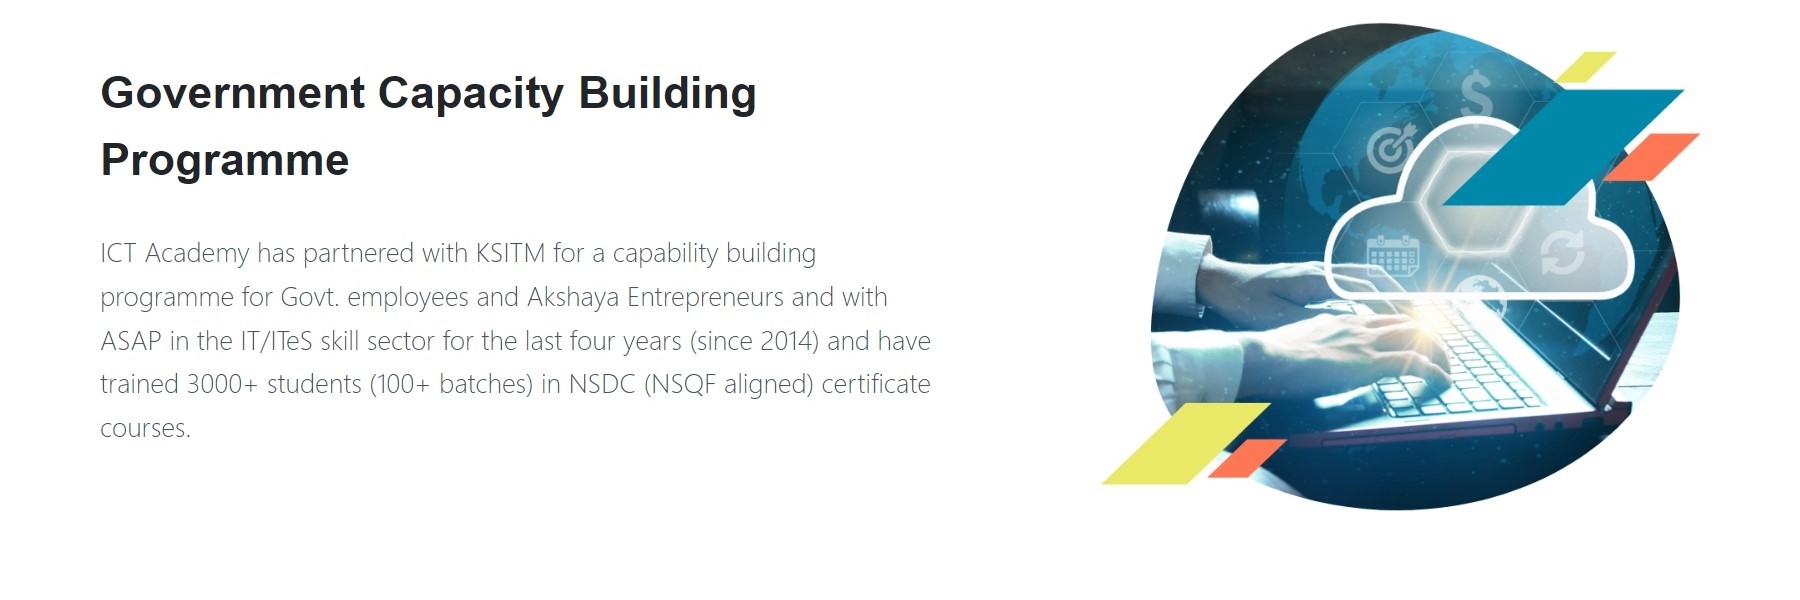 Government Capacity Building
Programme
ICT Academy has partnered with KSITM for a capability building
programme for Govt. employees and Akshaya Entrepreneurs and with
ASAP in the IT/ITeS skill sector for the last four years (since 2014) and have
trained 3000+ students (100+ batches) in NSDC (NSQF aligned) certificate
courses.